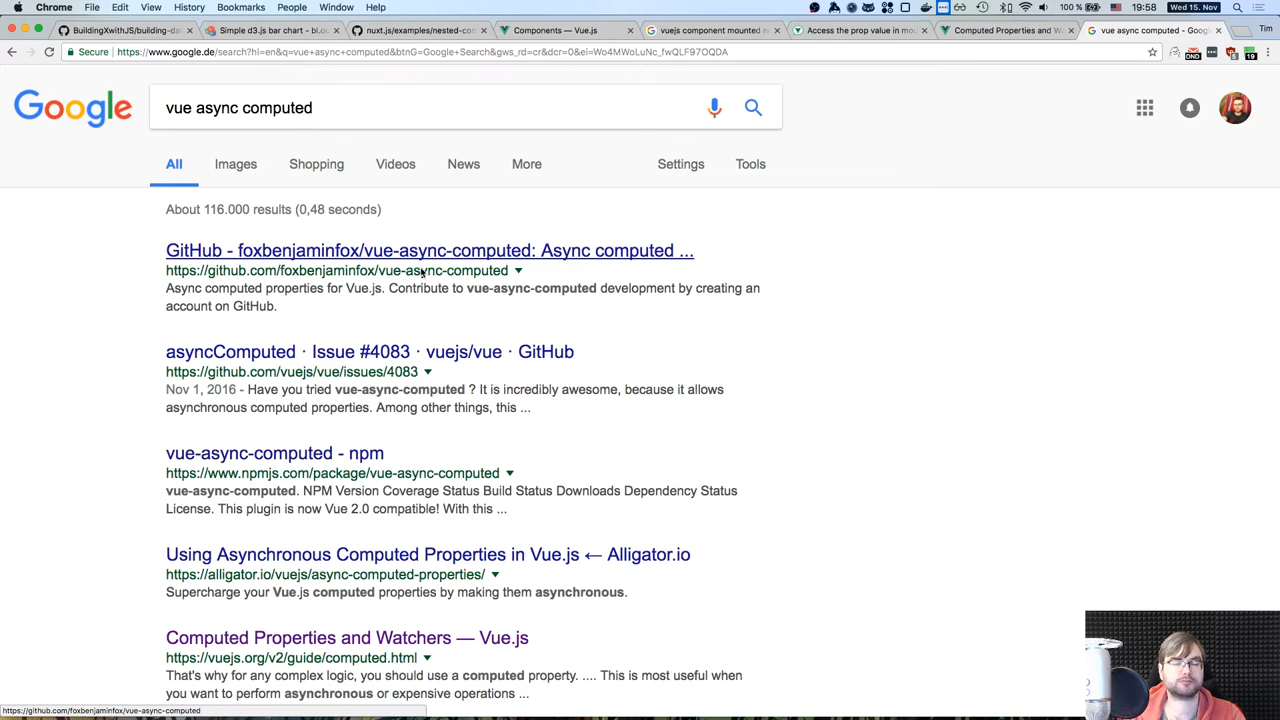 Chrome File Edit View History Bookmarks People Window Help 100 % Wed 15. Nov 19:58
BuildingXwithJS/building-da Simple d3.js bar chart - bl.oc nuxt.js/examples/nested-con Components — Vue.js vuejs component mounted n Access the prop value in mou Computed Properties and Wa vue async computed - Google Tim
Secure https://www.google.de/search?hl=en&q=vue+async+computed&btnG=Google+Search&gws_rd=cr&dcr=0&ei=Wo4MWoLuNc_fwQLF97OQDA DND 19
Google vue async computed
All Images Shopping Videos News More Settings Tools
About 116.000 results (0,48 seconds)
GitHub - foxbenjaminfox/vue-async-computed: Async computed ...
https://github.com/foxbenjaminfox/vue-async-computed
Async computed properties for Vue.js. Contribute to vue-async-computed development by creating an
account on GitHub.
asyncComputed · Issue #4083 · vuejs/vue · GitHub
https://github.com/vuejs/vue/issues/4083
Nov 1, 2016 - Have you tried vue-async-computed ? It is incredibly awesome, because it allows
asynchronous computed properties. Among other things, this ...
vue-async-computed - npm
https://www.npmjs.com/package/vue-async-computed
vue-async-computed. NPM Version Coverage Status Build Status Downloads Dependency Status
License. This plugin is now Vue 2.0 compatible! With this ...
Using Asynchronous Computed Properties in Vue.js ← Alligator.io
https://alligator.io/vuejs/async-computed-properties/
Supercharge your Vue.js computed properties by making them asynchronous.
Computed Properties and Watchers — Vue.js
https://vuejs.org/v2/guide/computed.html
That's why for any complex logic, you should use a computed property. .... This is most useful when
you want to perform asynchronous or expensive operations ...
https://github.com/foxbenjaminfox/vue-async-computed